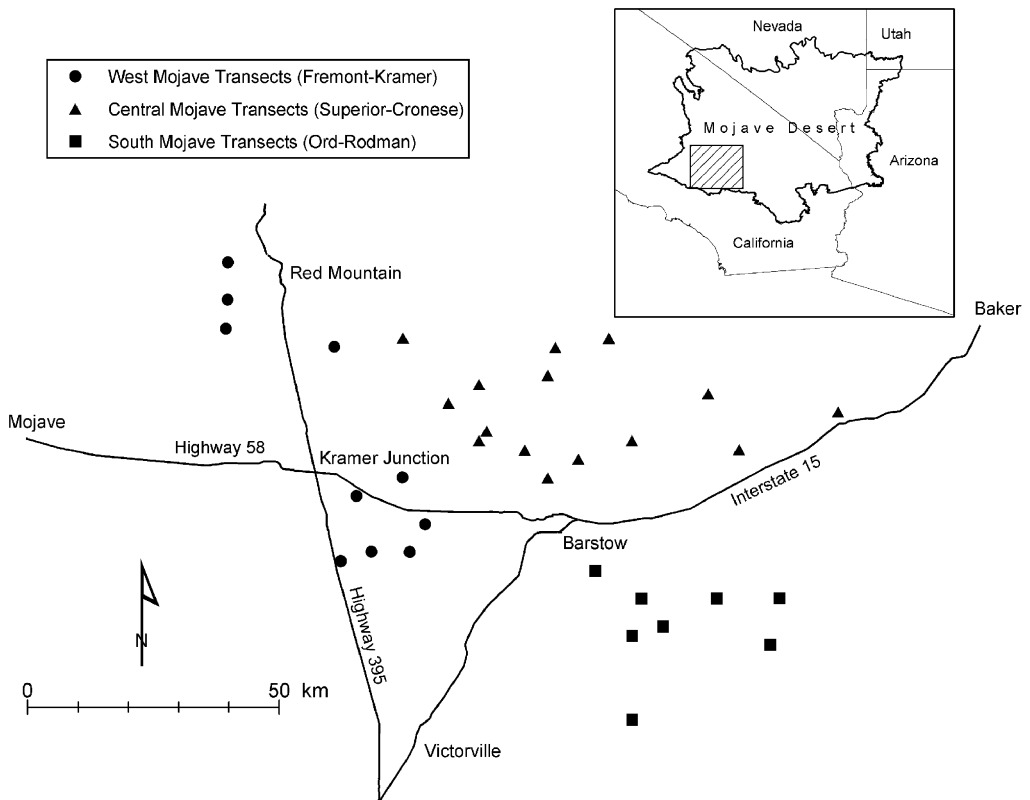 Nevada
Utah
West Mojave Transects (Fremont-Kramer)
Central Mojave Transects (Superior-Cronese)
South Mojave Transects (Ord-Rodman)
Mojave Desert
Arizona
California
Red Mountain
Baker
Mojave
Highway 58
Kramer Junction
Interstate 15
Barstow
Highway 395
N
0 50 km
Victorville